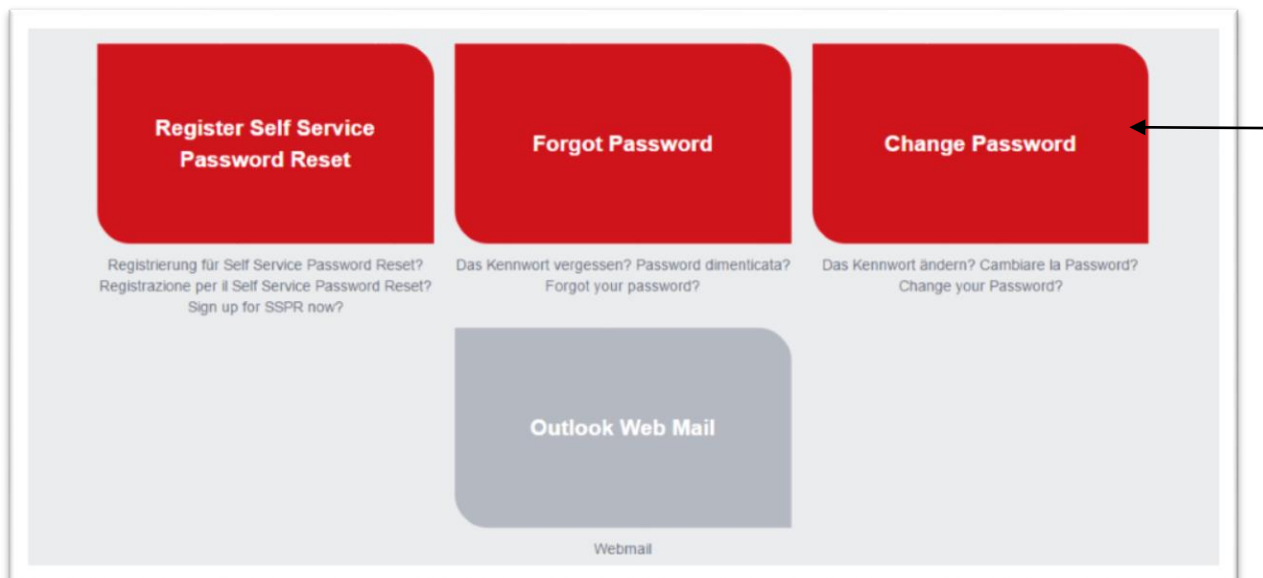 Register Self Service
Password Reset
Forgot Password
Change Password
Registrierung für Self Service Password Reset?
Registrazione per il Self Service Password Reset?
Sign up for SSPR now?
Das Kennwort vergessen? Password dimenticata?
Forgot your password?
Das Kennwort ändern? Cambiare la Password?
Change your Password?
Outlook Web Mail
Webmail